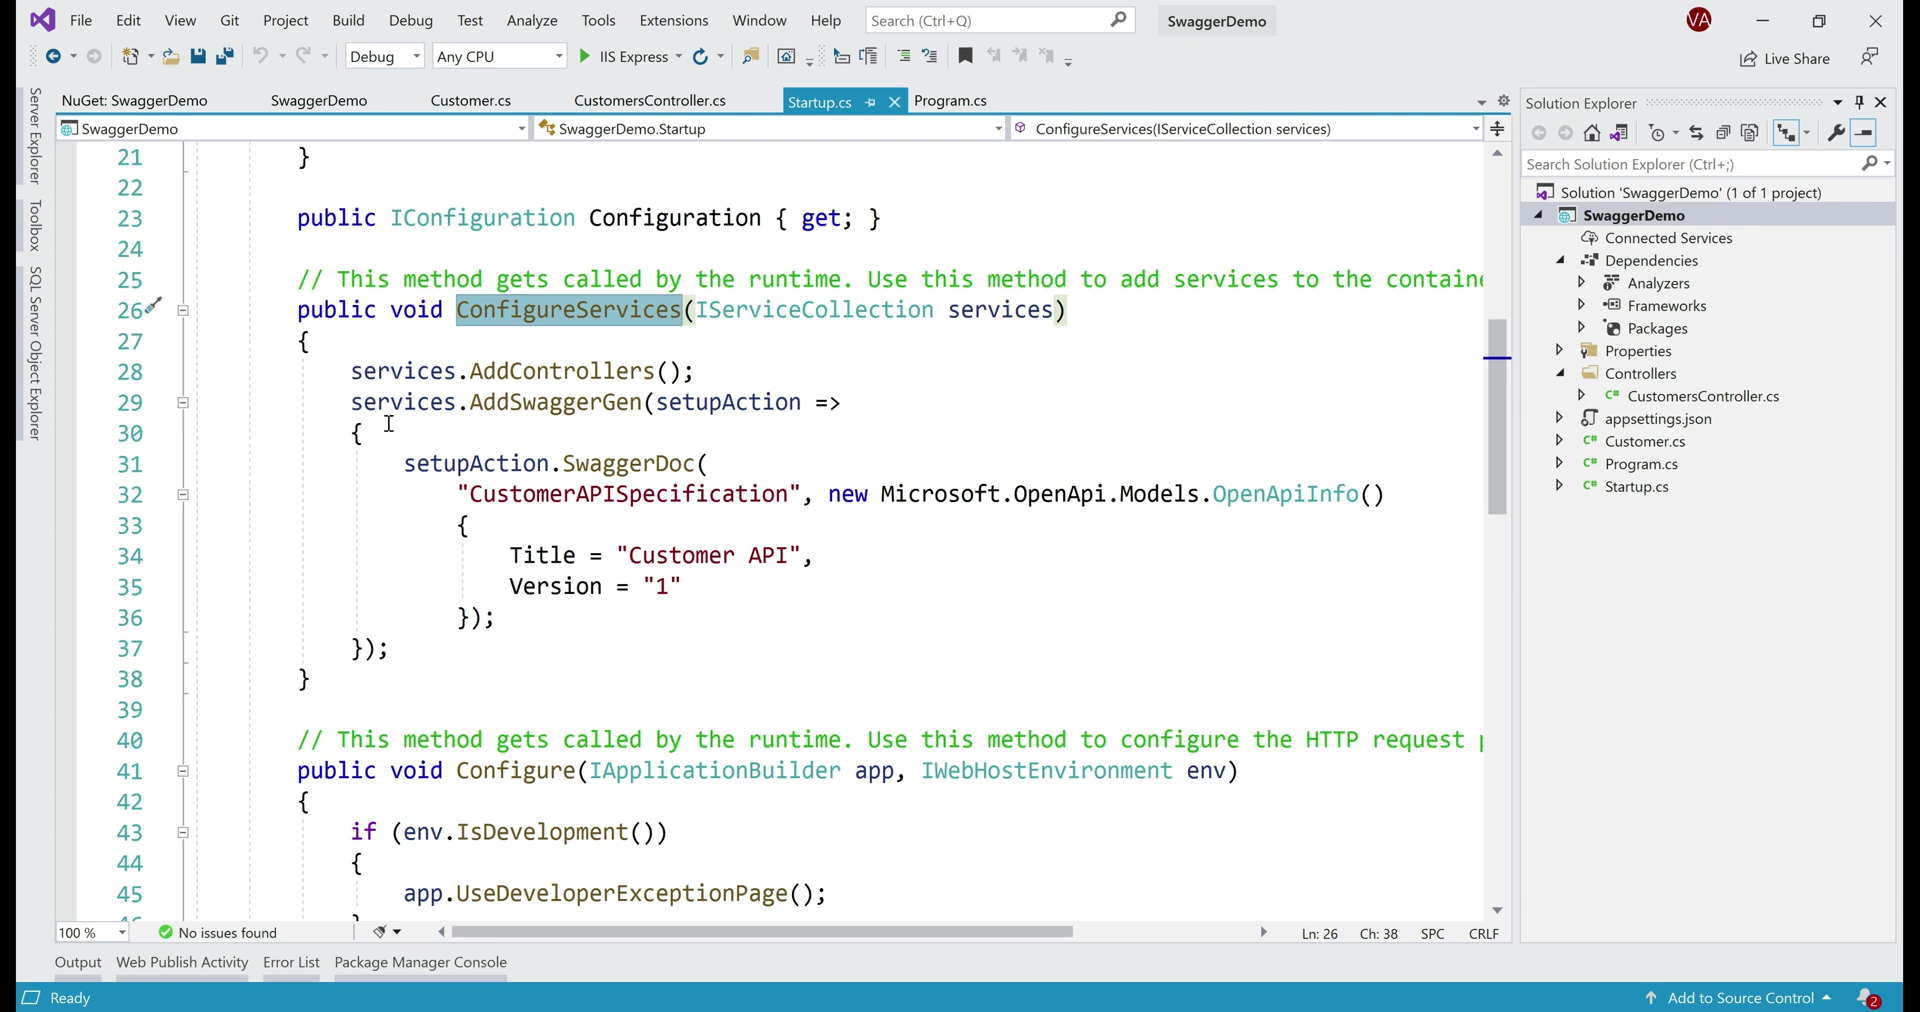 File Edit View Git Project Build Debug Test Analyze Tools Extensions Window Help Search (Ctrl+Q) SwaggerDemo VA
Debug Any CPU IIS Express Live Share
NuGet: SwaggerDemo SwaggerDemo Customer.cs CustomersController.cs Startup.cs Program.cs
SwaggerDemo SwaggerDemo.Startup ConfigureServices(IServiceCollection services)
Server Explorer
Toolbox
SQL Server Object Explorer
21 }
22
23 public IConfiguration Configuration { get; }
24
25 // This method gets called by the runtime. Use this method to add services to the containe
26 public void ConfigureServices(IServiceCollection services)
27 {
28 services.AddControllers();
29 services.AddSwaggerGen(setupAction =>
30 {
31 setupAction.SwaggerDoc(
32 "CustomerAPISpecification", new Microsoft.OpenApi.Models.OpenApiInfo()
33 {
34 Title = "Customer API",
35 Version = "1"
36 });
37 });
38 }
39
40 // This method gets called by the runtime. Use this method to configure the HTTP request
41 public void Configure(IApplicationBuilder app, IWebHostEnvironment env)
42 {
43 if (env.IsDevelopment())
44 {
45 app.UseDeveloperExceptionPage();
100 % No issues found Ln: 26 Ch: 38 SPC CRLF
Solution Explorer
Search Solution Explorer (Ctrl+;)
Solution 'SwaggerDemo' (1 of 1 project)
SwaggerDemo
Connected Services
Dependencies
Analyzers
Frameworks
Packages
Properties
Controllers
C# CustomersController.cs
appsettings.json
C# Customer.cs
C# Program.cs
C# Startup.cs
Output Web Publish Activity Error List Package Manager Console
Ready Add to Source Control 2